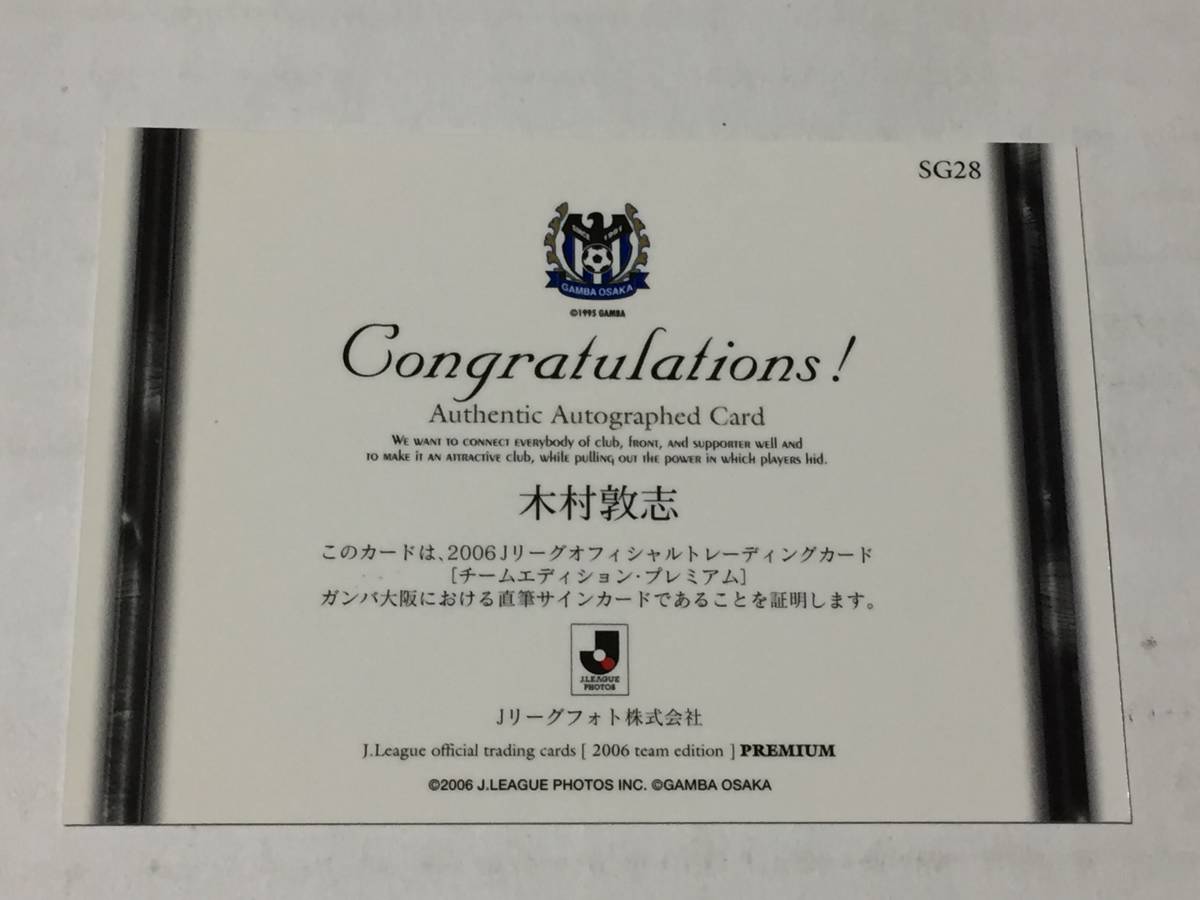 SG28
SINCE 1991
GAMBA OSAKA
©1995 GAMBA
Congratulations!
Authentic Autographed Card
WE WANT TO CONNECT EVERYBODY OF CLUB, FRONT, AND SUPPORTER WELL AND
TO MAKE IT AN ATTRACTIVE CLUB, WHILE PULLING OUT THE POWER IN WHICH PLAYERS HID.
木村敦志
このカードは、2006Jリーグオフィシャルトレーディングカード
[チームエディション・プレミアム]
ガンバ大阪における直筆サインカードであることを証明します。
J.LEAGUE
PHOTOS
Jリーグフォト株式会社
J.League official trading cards [ 2006 team edition ] PREMIUM
©2006 J.LEAGUE PHOTOS INC. ©GAMBA OSAKA